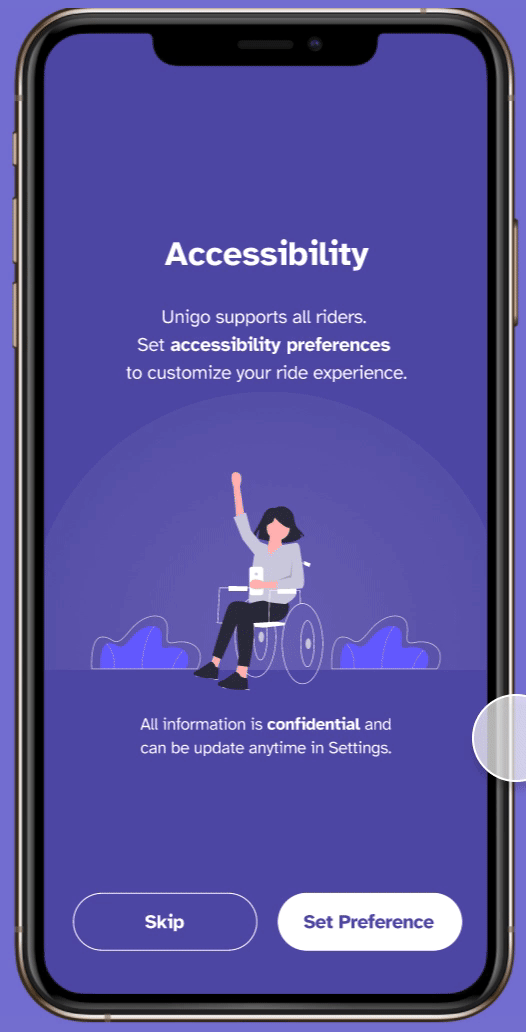 Accessibility
Unigo supports all riders.
Set accessibility preferences
to customize your ride experience.
All information is confidential and
can be update anytime in Settings.
Skip
Set Preference